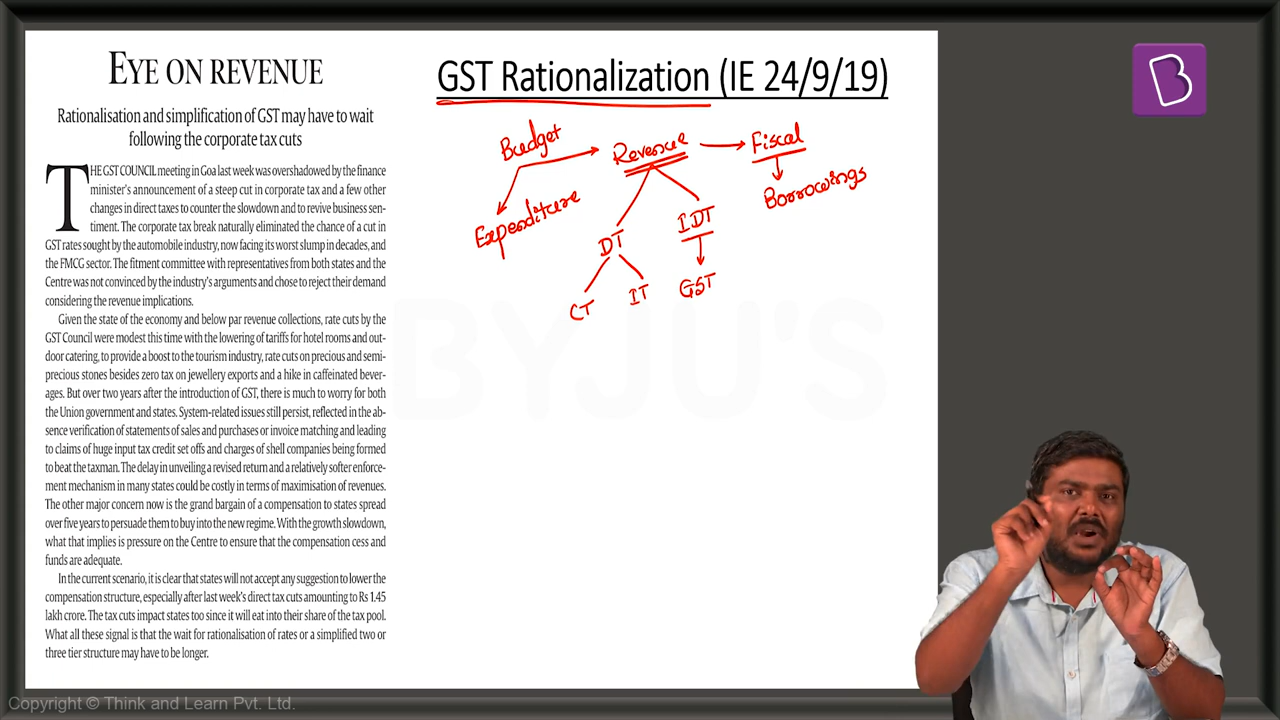 EYE ON REVENUE
Rationalisation and simplification of GST may have to wait
following the corporate tax cuts
THE GST COUNCIL meeting in Goa last week was overshadowed by the finance
minister's announcement of a steep cut in corporate tax and a few other
changes in direct taxes to counter the slowdown and to revive business sen-
timent. The corporate tax break naturally eliminated the chance of a cut in
GST rates sought by the automobile industry, now facing its worst slump in decades, and
the FMCG sector. The fitment committee with representatives from both states and the
Centre was not convinced by the industry's arguments and chose to reject their demand
considering the revenue implications.
Given the state of the economy and below par revenue collections, rate cuts by the
GST Council were modest this time with the lowering of tariffs for hotel rooms and out-
door catering, to provide a boost to the tourism industry, rate cuts on precious and semi-
precious stones besides zero tax on jewellery exports and a hike in caffeinated bever-
ages. But over two years after the introduction of GST, there is much to worry for both
the Union government and states. System-related issues still persist, reflected in the ab-
sence verification of statements of sales and purchases or invoice matching and leading
to claims of huge input tax credit set offs and charges of shell companies being formed
to beat the taxman. The delay in unveiling a revised return and a relatively softer enforce-
ment mechanism in many states could be costly in terms of maximisation of revenues.
The other major concern now is the grand bargain of a compensation to states spread
over five years to persuade them to buy into the new regime. With the growth slowdown,
what that implies is pressure on the Centre to ensure that the compensation cess and
funds are adequate.
In the current scenario, it is clear that states will not accept any suggestion to lower the
compensation structure, especially after last week's direct tax cuts amounting to Rs 1.45
lakh crore. The tax cuts impact states too since it will eat into their share of the tax pool.
What all these signal is that the wait for rationalisation of rates or a simplified two or
three tier structure may have to be longer.
GST Rationalization (IE 24/9/19)
Budget
Revenue
Fiscal
Expenditure
Borrowings
DT
IDT
CT
IT
GST
BYJU'S
B
Copyright © Think and Learn Pvt. Ltd.